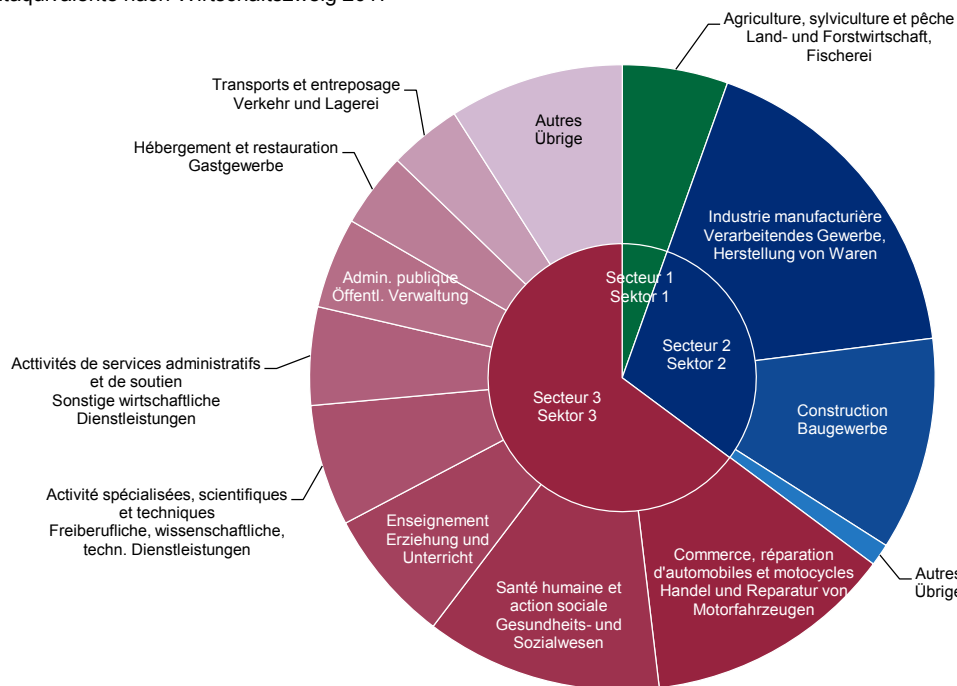 Agriculture, sylviculture et pêche
Land- und Forstwirtschaft,
Fischerei
Transports et entreposage
Verkehr und Lagerei
Autres
Übrige
Hébergement et restauration
Gastgewerbe
Industrie manufacturière
Verarbeitendes Gewerbe,
Herstellung von Waren
Admin. publique
Öffentl. Verwaltung
Secteur 1
Sektor 1
Secteur 2
Sektor 2
Secteur 3
Sektor 3
Acttivités de services administratifs
et de soutien
Sonstige wirtschaftliche
Dienstleistungen
Construction
Baugewerbe
Activité spécialisées, scientifiques
et techniques
Freiberufliche, wissenschaftliche,
techn. Dienstleistungen
Enseignement
Erziehung und
Unterricht
Santé humaine et
action sociale
Gesundheits- und
Sozialwesen
Commerce, réparation
d'automobiles et motocycles
Handel und Reparatur von
Motorfahrzeugen
Autres
Übrige